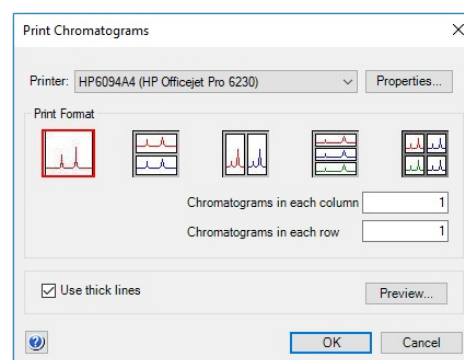 Print Chromatograms
Printer: HP6094A4 (HP Officejet Pro 6230) Properties...
Print Format
Chromatograms in each column 1
Chromatograms in each row 1
Use thick lines Preview...
? OK Cancel